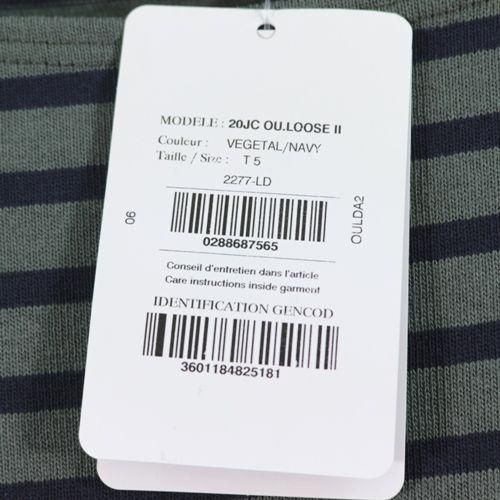 MODELE : 20JC OU.LOOSE II
Couleur : VEGETAL/NAVY
Taille / Size : T 5
2277-LD
0288687565
06
OULDA2
Conseil d'entretien dans l'article
Care instructions inside garment
IDENTIFICATION GENCOD
3601184825181